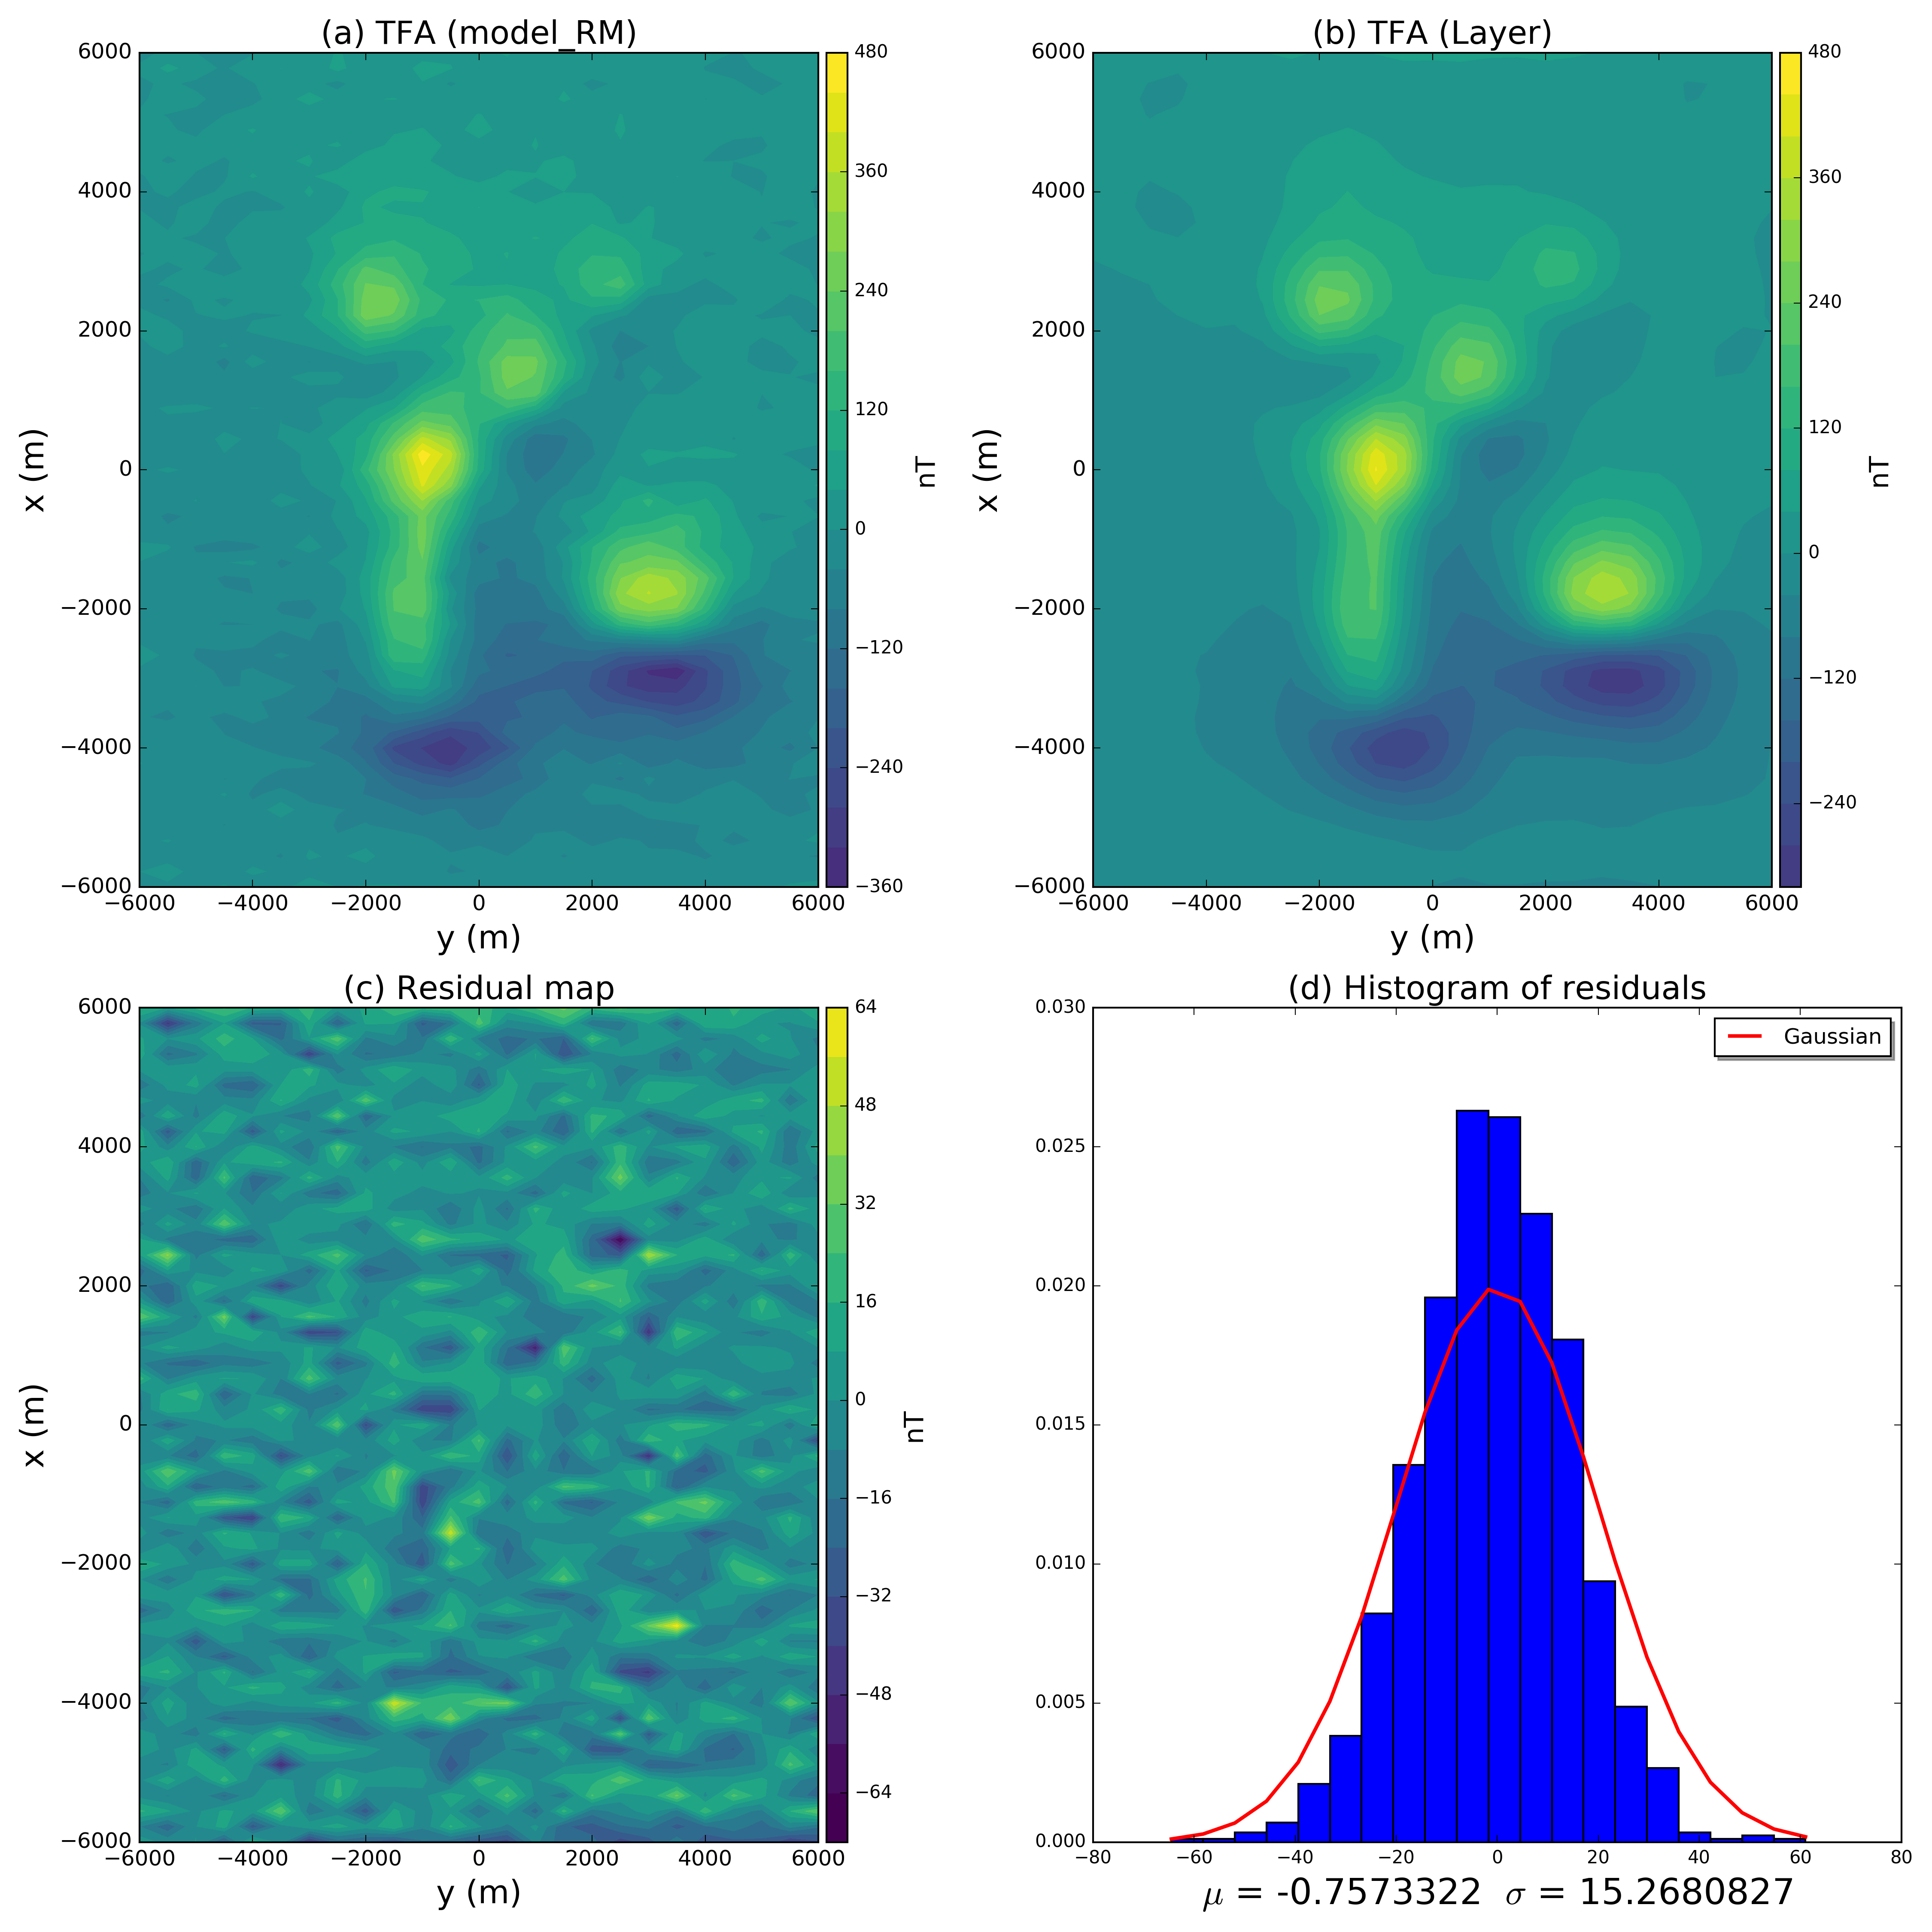 (a) TFA (model_RM)
6000
4000
2000
0
−2000
−4000
−6000
x (m)
−6000 −4000 −2000 0 2000 4000 6000
y (m)
480
360
240
120
0
−120
−240
−360
nT
(b) TFA (Layer)
6000
4000
2000
0
−2000
−4000
−6000
x (m)
−6000 −4000 −2000 0 2000 4000 6000
y (m)
480
360
240
120
0
−120
−240
nT
(c) Residual map
6000
4000
2000
0
−2000
−4000
−6000
x (m)
−6000 −4000 −2000 0 2000 4000 6000
y (m)
64
48
32
16
0
−16
−32
−48
−64
nT
(d) Histogram of residuals
Gaussian
0.030
0.025
0.020
0.015
0.010
0.005
0.000
−80 −60 −40 −20 0 20 40 60 80
μ = -0.7573322 σ = 15.2680827